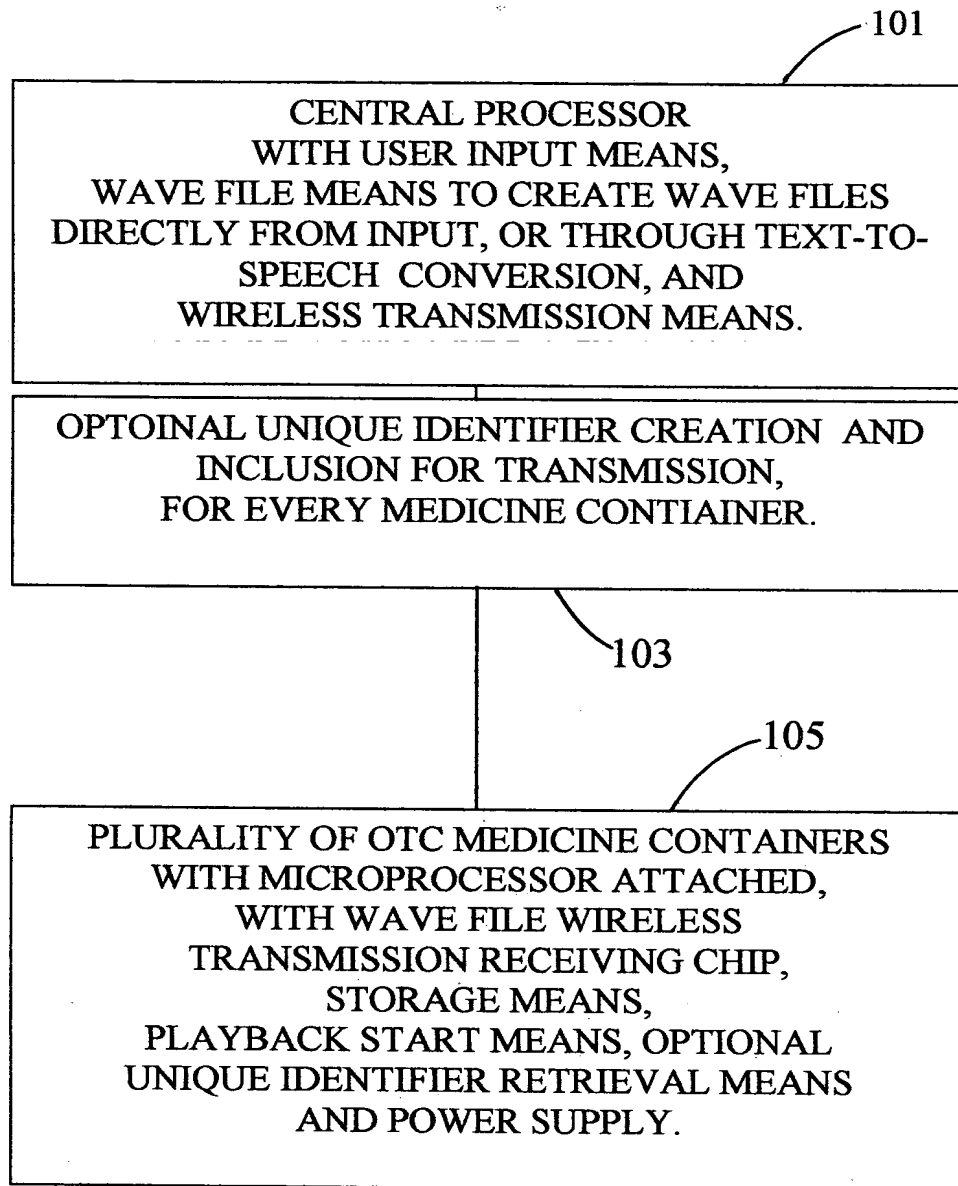 101
CENTRAL PROCESSOR
WITH USER INPUT MEANS,
WAVE FILE MEANS TO CREATE WAVE FILES
DIRECTLY FROM INPUT, OR THROUGH TEXT-TO-
SPEECH CONVERSION, AND
WIRELESS TRANSMISSION MEANS.
OPTOINAL UNIQUE IDENTIFIER CREATION AND
INCLUSION FOR TRANSMISSION,
FOR EVERY MEDICINE CONTIAINER.
103
105
PLURALITY OF OTC MEDICINE CONTAINERS
WITH MICROPROCESSOR ATTACHED,
WITH WAVE FILE WIRELESS
TRANSMISSION RECEIVING CHIP,
STORAGE MEANS,
PLAYBACK START MEANS, OPTIONAL
UNIQUE IDENTIFIER RETRIEVAL MEANS
AND POWER SUPPLY.